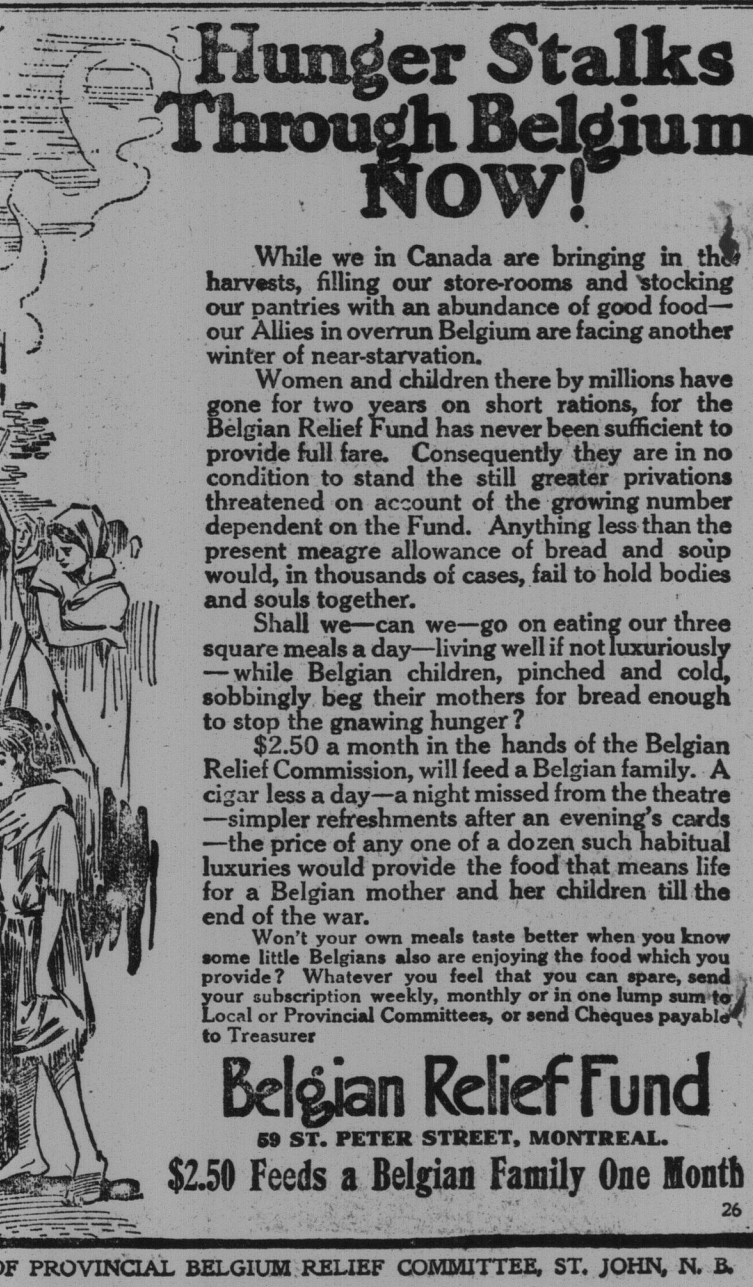 Hunger Stalks
Through Belgium
NOW!
While we in Canada are bringing in the
harvests, filling our store-rooms and stocking
our pantries with an abundance of good food—
our Allies in overrun Belgium are facing another
winter of near-starvation.
Women and children there by millions have
gone for two years on short rations, for the
Belgian Relief Fund has never been sufficient to
provide full fare. Consequently they are in no
condition to stand the still greater privations
threatened on account of the growing number
dependent on the Fund. Anything less than the
present meagre allowance of bread and soup
would, in thousands of cases, fail to hold bodies
and souls together.
Shall we—can we—go on eating our three
square meals a day—living well if not luxuriously
—while Belgian children, pinched and cold,
sobbingly beg their mothers for bread enough
to stop the gnawing hunger?
$2.50 a month in the hands of the Belgian
Relief Commission, will feed a Belgian family. A
cigar less a day—a night missed from the theatre
—simpler refreshments after an evening's cards
—the price of any one of a dozen such habitual
luxuries would provide the food that means life
for a Belgian mother and her children till the
end of the war.
Won't your own meals taste better when you know
some little Belgians also are enjoying the food which you
provide? Whatever you feel that you can spare, send
your subscription weekly, monthly or in one lump sum to
Local or Provincial Committees, or send Cheques payable
to Treasurer
Belgian Relief Fund
59 ST. PETER STREET, MONTREAL.
$2.50 Feeds a Belgian Family One Month
26
OF PROVINCIAL BELGIUM RELIEF COMMITTEE, ST. JOHN, N. B.